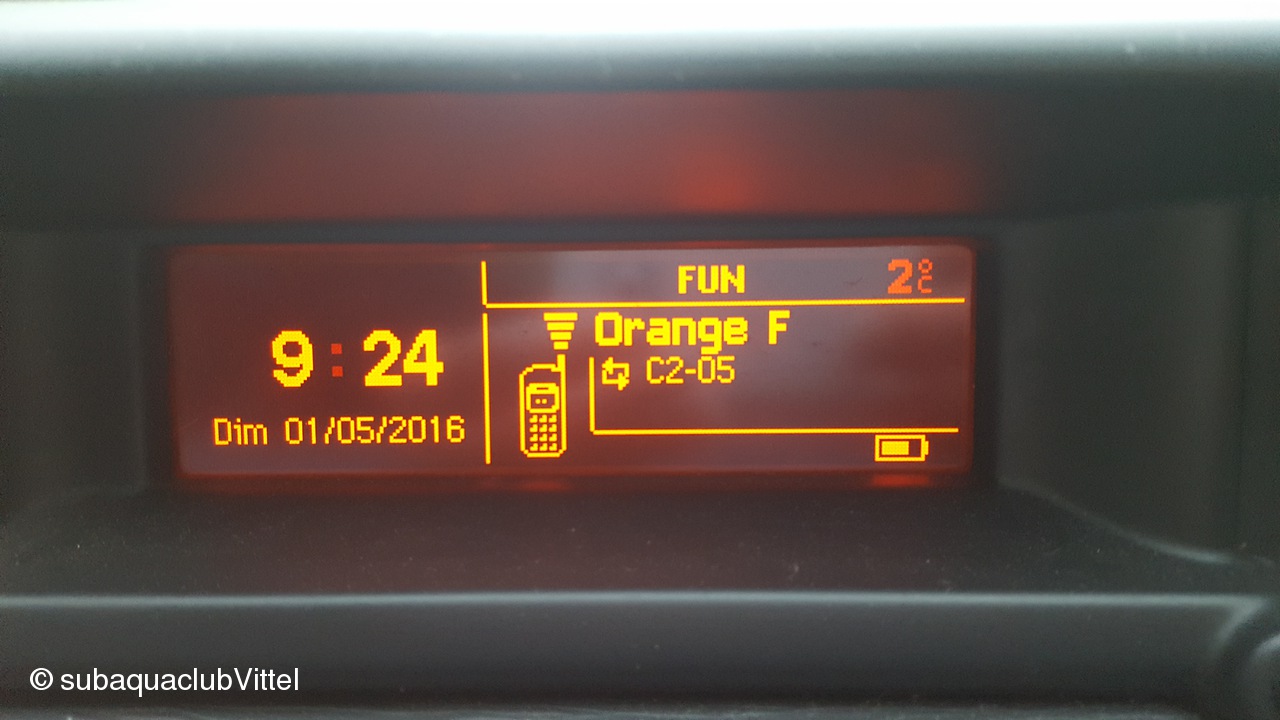 FUN 2°C
9:24
Dim 01/05/2016
Orange F
C2-05
© subaquaclubVittel